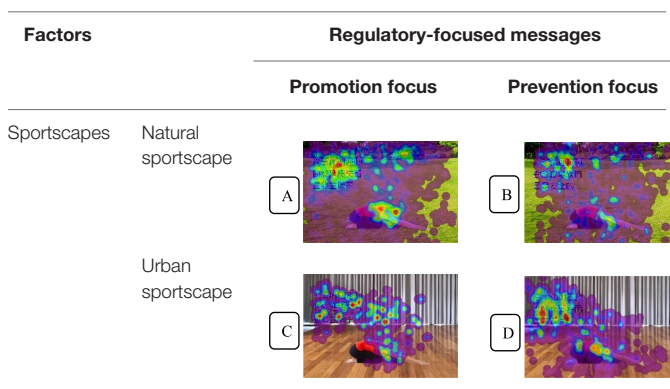 Factors Regulatory-focused messages
Promotion focus Prevention focus
Sportscapes Natural
sportscape
A B
Urban
sportscape
C D